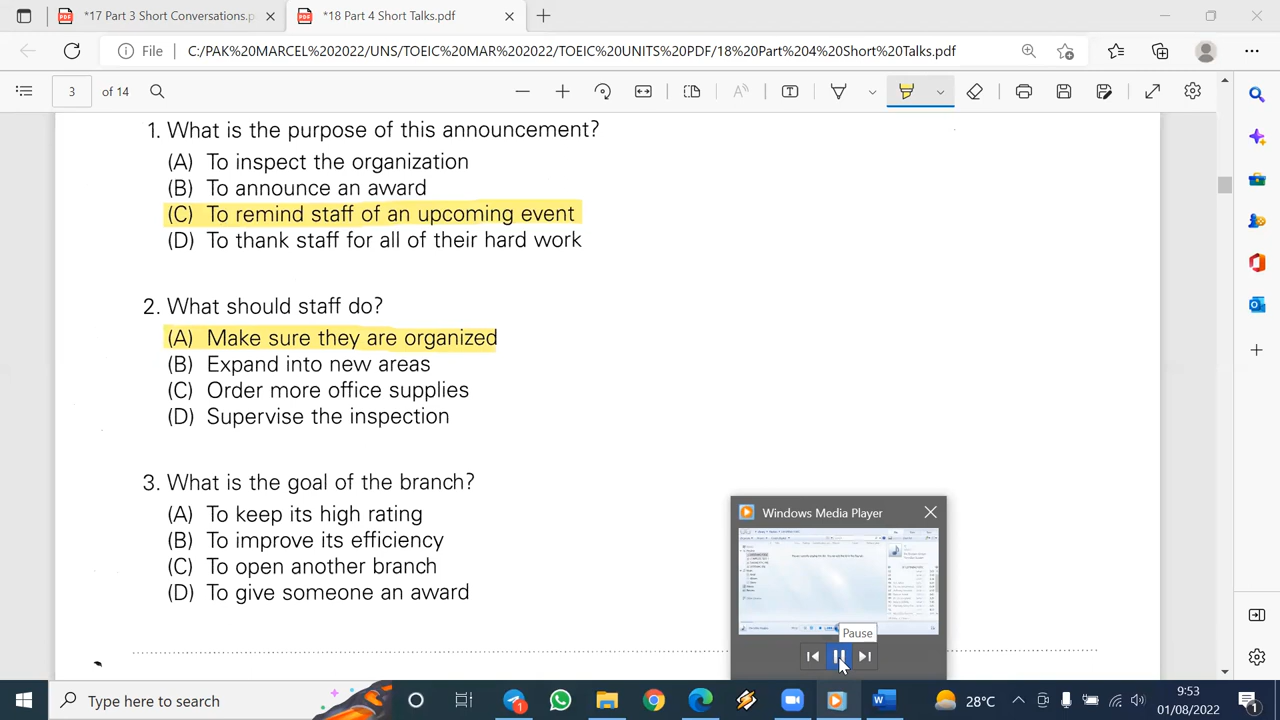 *17 Part 3 Short Conversations.pdf
*18 Part 4 Short Talks.pdf
File
C:/PAK%20MARCEL%202022/UNS/TOEIC%20MAR%202022/TOEIC%20UNITS%20PDF/18%20Part%204%20Short%20Talks.pdf
3 of 14
1. What is the purpose of this announcement?
(A) To inspect the organization
(B) To announce an award
(C) To remind staff of an upcoming event
(D) To thank staff for all of their hard work
2. What should staff do?
(A) Make sure they are organized
(B) Expand into new areas
(C) Order more office supplies
(D) Supervise the inspection
3. What is the goal of the branch?
(A) To keep its high rating
(B) To improve its efficiency
(C) To open another branch
(D) To give someone an award
Windows Media Player
Pause
Type here to search
28°C
9:53
01/08/2022